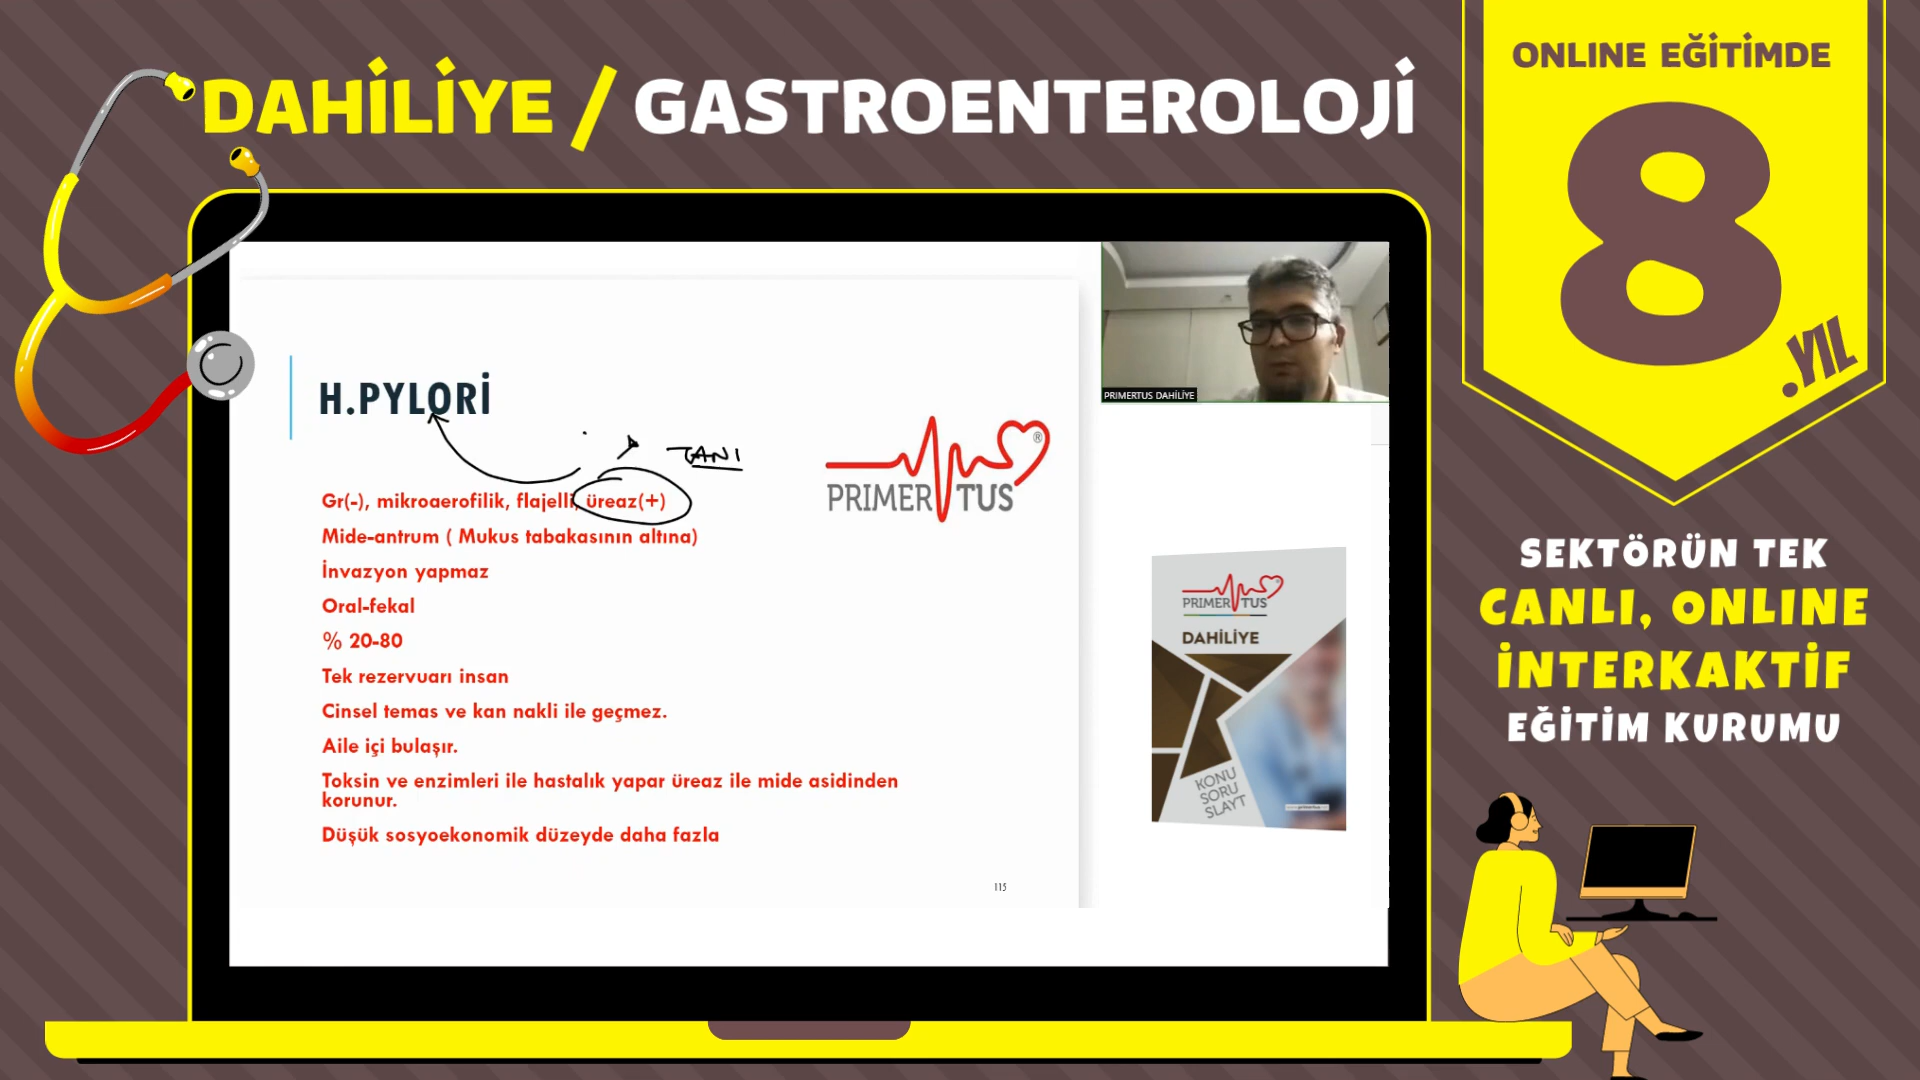 DAHİLİYE / GASTROENTEROLOJİ
ONLINE EĞİTİMDE
8
.YIL
SEKTÖRÜN TEK
CANLI, ONLINE
İNTERKAKTİF
EĞİTİM KURUMU
PRIMERTUS DAHİLİYE
H.PYLORİ
TANI
Gr(-), mikroaerofilik, flajelli, üreaz(+)
Mide-antrum ( Mukus tabakasının altına)
İnvazyon yapmaz
Oral-fekal
% 20-80
Tek rezervuarı insan
Cinsel temas ve kan nakli ile geçmez.
Aile içi bulaşır.
Toksin ve enzimleri ile hastalık yapar üreaz ile mide asidinden
korunur.
Düşük sosyoekonomik düzeyde daha fazla
115
PRIMER TUS ®
PRIMER TUS
DAHİLİYE
KONU
SORU
SLAYT